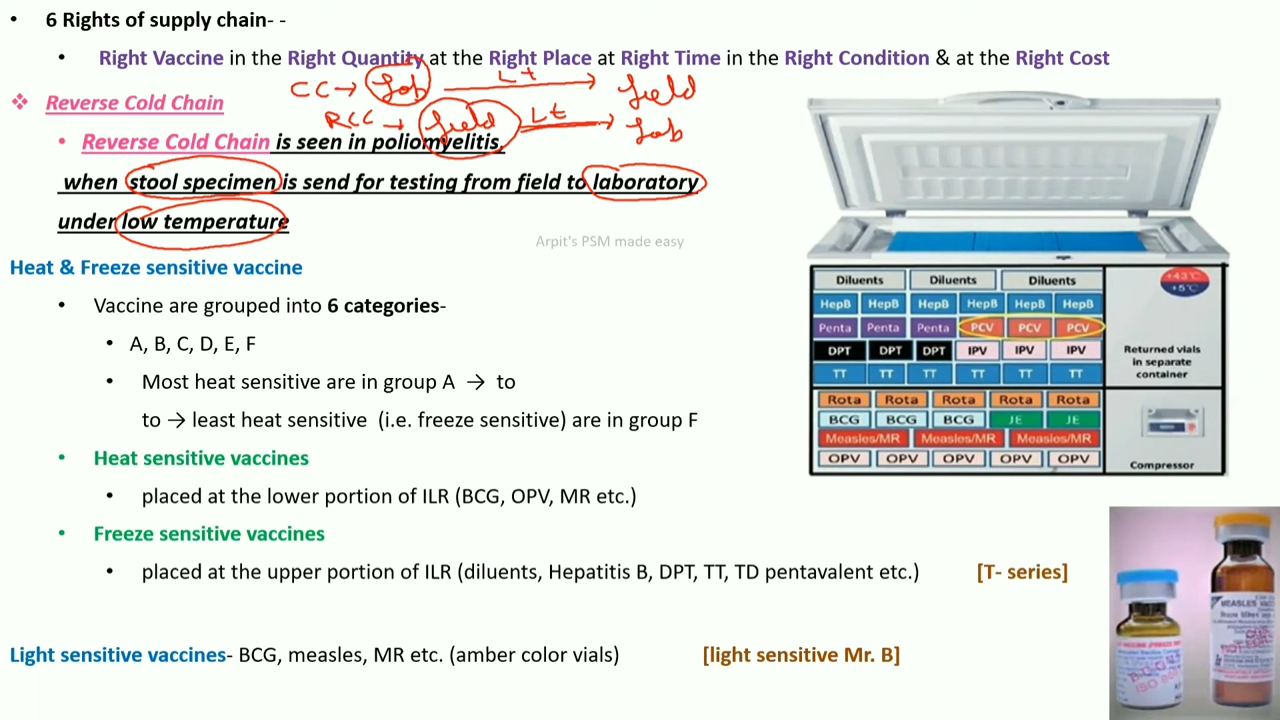 • 6 Rights of supply chain- -
• Right Vaccine in the Right Quantity at the Right Place at Right Time in the Right Condition & at the Right Cost
CC → Lab Lt → field
RCC → field Lt → Lab
❖ Reverse Cold Chain
• Reverse Cold Chain is seen in poliomyelitis,
when stool specimen is send for testing from field to laboratory
under low temperature
Arpit's PSM made easy
Heat & Freeze sensitive vaccine
• Vaccine are grouped into 6 categories-
• A, B, C, D, E, F
• Most heat sensitive are in group A → to
to → least heat sensitive (i.e. freeze sensitive) are in group F
• Heat sensitive vaccines
• placed at the lower portion of ILR (BCG, OPV, MR etc.)
• Freeze sensitive vaccines
• placed at the upper portion of ILR (diluents, Hepatitis B, DPT, TT, TD pentavalent etc.) [T- series]
Light sensitive vaccines- BCG, measles, MR etc. (amber color vials) [light sensitive Mr. B]
Diluents Diluents Diluents
HepB HepB HepB HepB HepB HepB
Penta Penta Penta PCV PCV PCV
DPT DPT DPT IPV IPV IPV
TT TT TT TT TT TT
Rota Rota Rota Rota Rota
BCG BCG BCG JE JE
Measles/MR Measles/MR Measles/MR
OPV OPV OPV OPV OPV
+43°C
+5°C
Returned vials
in separate
container
Compressor
MEASLES